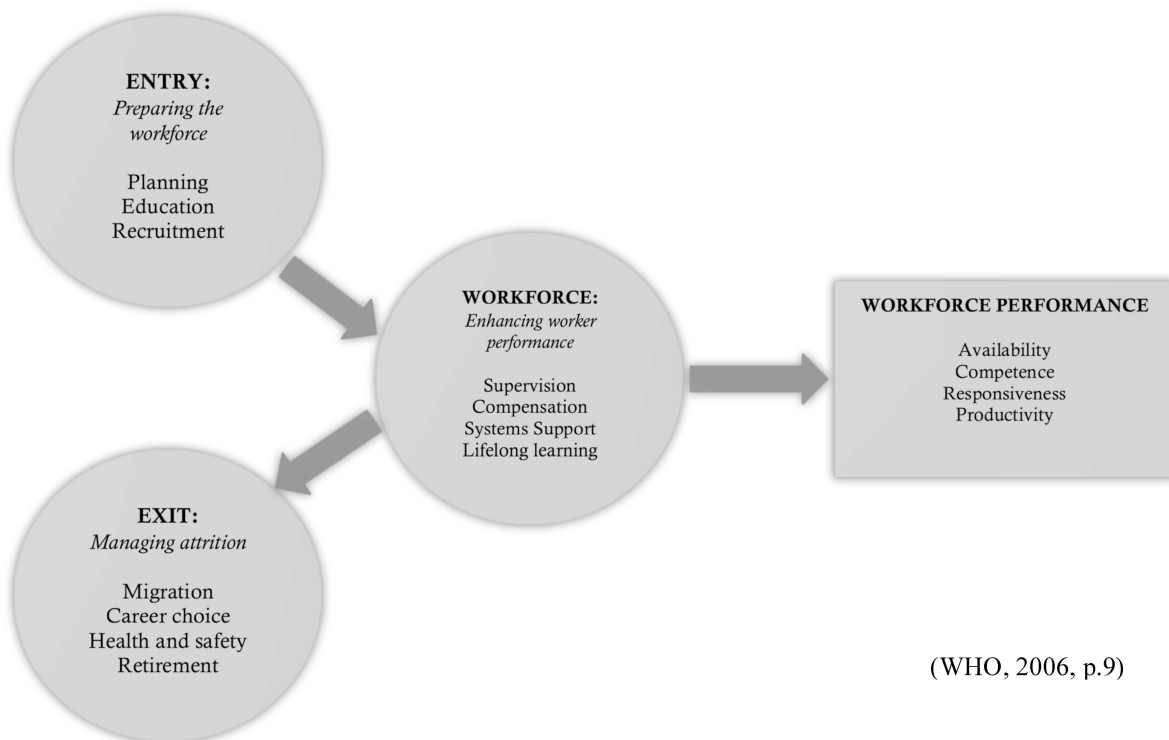 ENTRY:
Preparing the
workforce
Planning
Education
Recruitment
WORKFORCE:
Enhancing worker
performance
Supervision
Compensation
Systems Support
Lifelong learning
WORKFORCE PERFORMANCE
Availability
Competence
Responsiveness
Productivity
EXIT:
Managing attrition
Migration
Career choice
Health and safety
Retirement
(WHO, 2006, p.9)